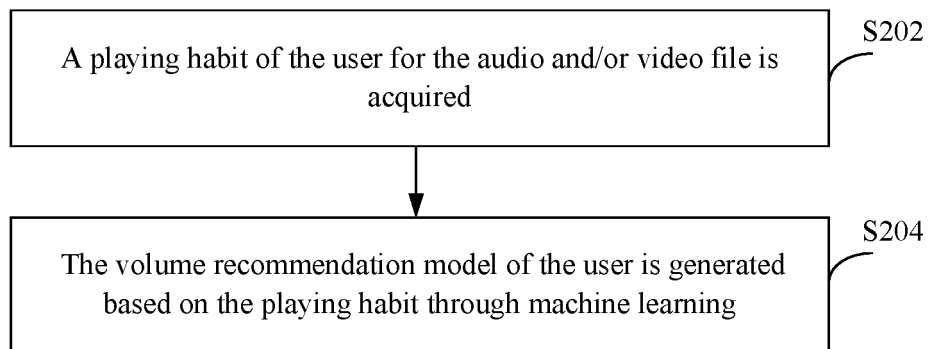 S202
A playing habit of the user for the audio and/or video file is
acquired
S204
The volume recommendation model of the user is generated
based on the playing habit through machine learning